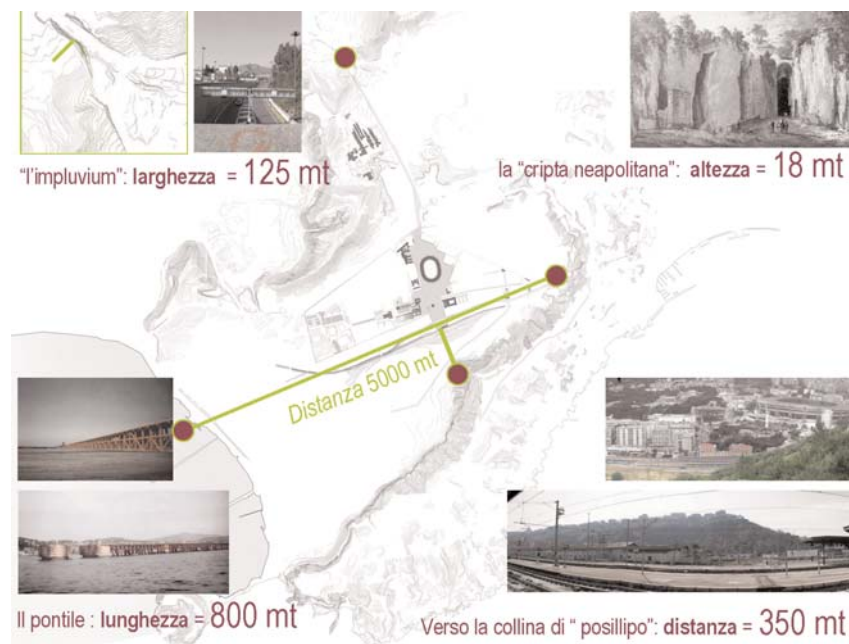 "l'impluvium": larghezza = 125 mt
la "cripta neapolitana": altezza = 18 mt
Distanza 5000 mt
Il pontile : lunghezza = 800 mt
Verso la collina di " posillipo": distanza = 350 mt